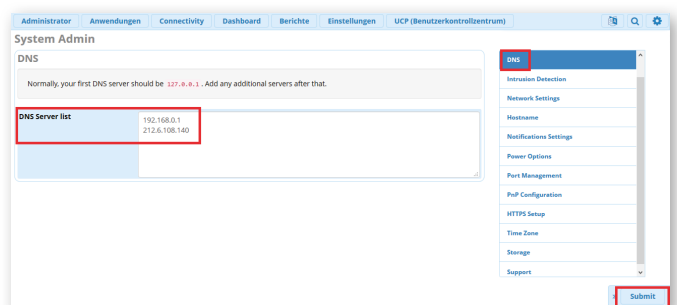 Administrator Anwendungen Connectivity Dashboard Berichte Einstellungen UCP (Benutzerkontrollzentrum)
System Admin
DNS
Normally, your first DNS server should be 127.0.0.1 . Add any additional servers after that.
DNS Server list
192.168.0.1
212.6.108.140
DNS
Intrusion Detection
Network Settings
Hostname
Notifications Settings
Power Options
Port Management
PnP Configuration
HTTPS Setup
Time Zone
Storage
Support
Submit